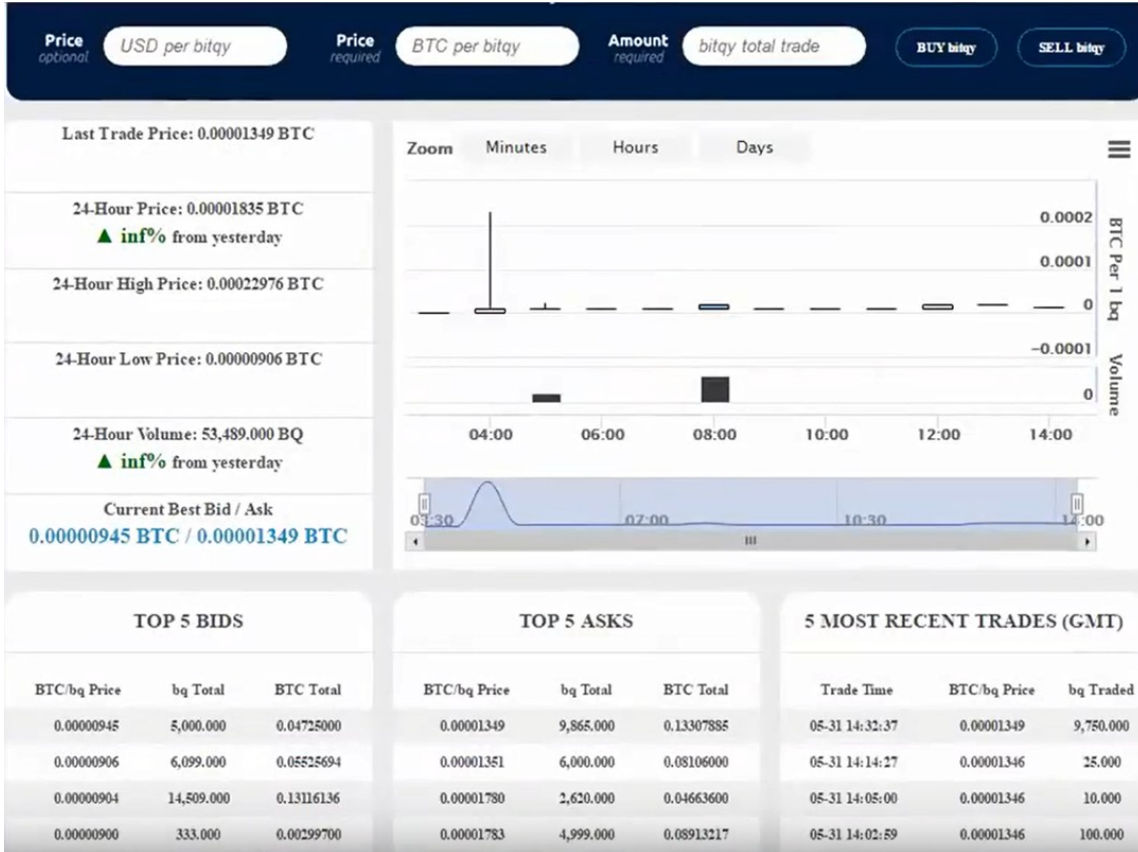 Price optional USD per bitqy Price required BTC per bitqy Amount required bitqy total trade BUY bitqy SELL bitqy
Last Trade Price: 0.00001349 BTC
24-Hour Price: 0.00001835 BTC
▲ inf% from yesterday
24-Hour High Price: 0.00022976 BTC
24-Hour Low Price: 0.00000906 BTC
24-Hour Volume: 53,489.000 BQ
▲ inf% from yesterday
Current Best Bid / Ask
0.00000945 BTC / 0.00001349 BTC
Zoom Minutes Hours Days
0.0002
0.0001
0
-0.0001
BTC Per 1 bq
0
Volume
04:00 06:00 08:00 10:00 12:00 14:00
03:30 07:00 10:30 14:00
TOP 5 BIDS
BTC/bq Price bq Total BTC Total
0.00000945 5,000.000 0.04725000
0.00000906 6,099.000 0.05525694
0.00000904 14,509.000 0.13116136
0.00000900 333.000 0.00299700
TOP 5 ASKS
BTC/bq Price bq Total BTC Total
0.00001349 9,865.000 0.13307885
0.00001351 6,000.000 0.08106000
0.00001780 2,620.000 0.04663600
0.00001783 4,999.000 0.08913217
5 MOST RECENT TRADES (GMT)
Trade Time BTC/bq Price bq Traded
05-31 14:32:37 0.00001349 9,750.000
05-31 14:14:27 0.00001346 25.000
05-31 14:05:00 0.00001346 10.000
05-31 14:02:59 0.00001346 100.000